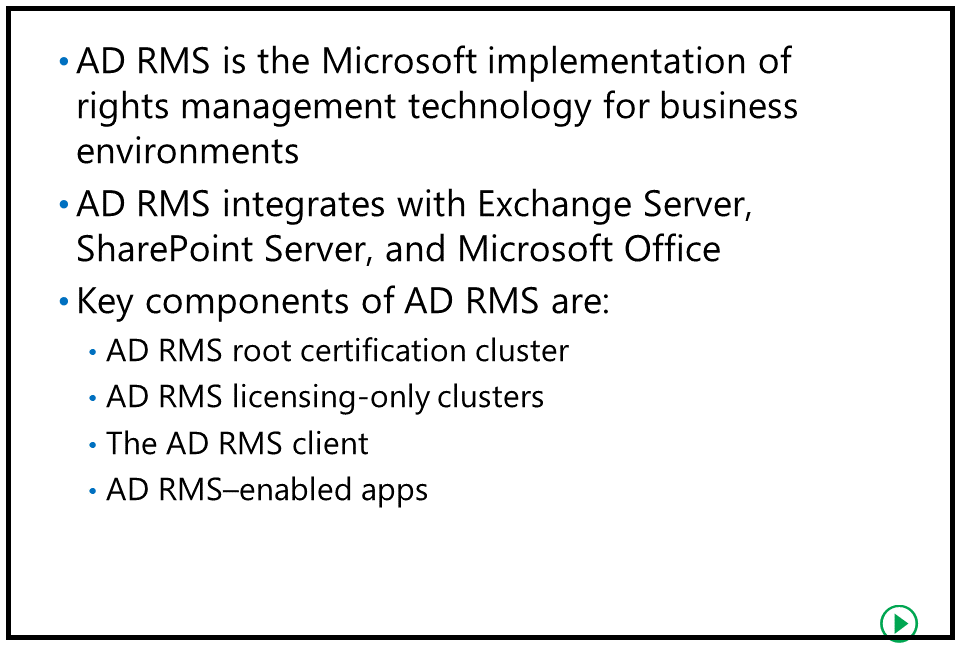 • AD RMS is the Microsoft implementation of
rights management technology for business
environments
• AD RMS integrates with Exchange Server,
SharePoint Server, and Microsoft Office
• Key components of AD RMS are:
• AD RMS root certification cluster
• AD RMS licensing-only clusters
• The AD RMS client
• AD RMS–enabled apps